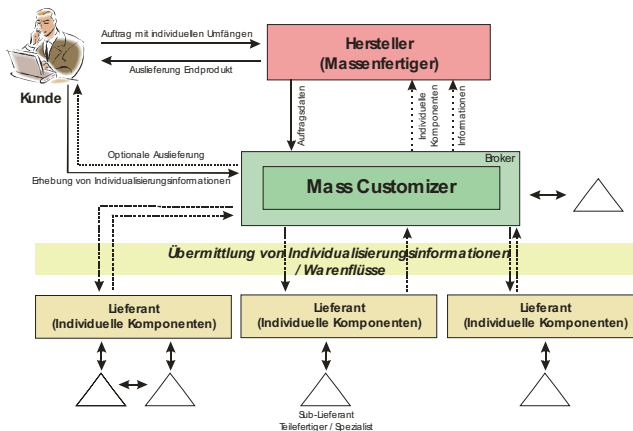 Auftrag mit individuellen Umfängen
Hersteller
(Massenfertiger)
Auslieferung Endprodukt
Kunde
Auftragsdaten
Individuelle
Komponenten
Informationen
Optionale Auslieferung
Broker
Erhebung von Individualisierungsinformationen
Mass Customizer
Übermittlung von Individualisierungsinformationen
/ Warenflüsse
Lieferant
(Individuelle Komponenten)
Lieferant
(Individuelle Komponenten)
Lieferant
(Individuelle Komponenten)
Sub-Lieferant
Teilefertiger / Spezialist